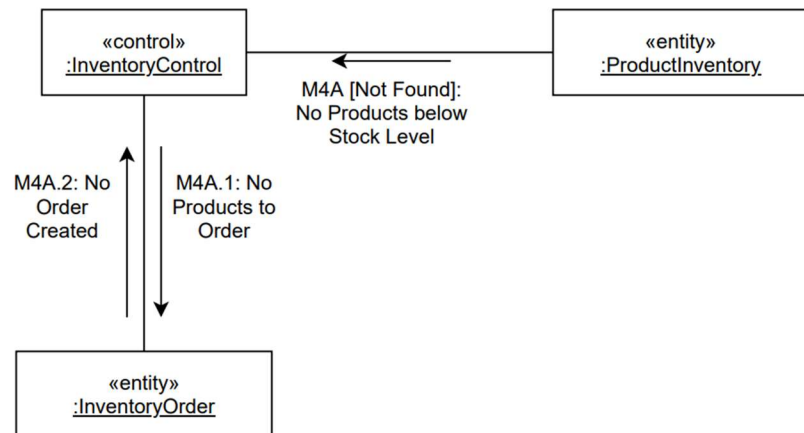 «control»
:InventoryControl
«entity»
:ProductInventory
M4A [Not Found]:
No Products below
Stock Level
M4A.2: No
Order
Created
M4A.1: No
Products to
Order
«entity»
:InventoryOrder